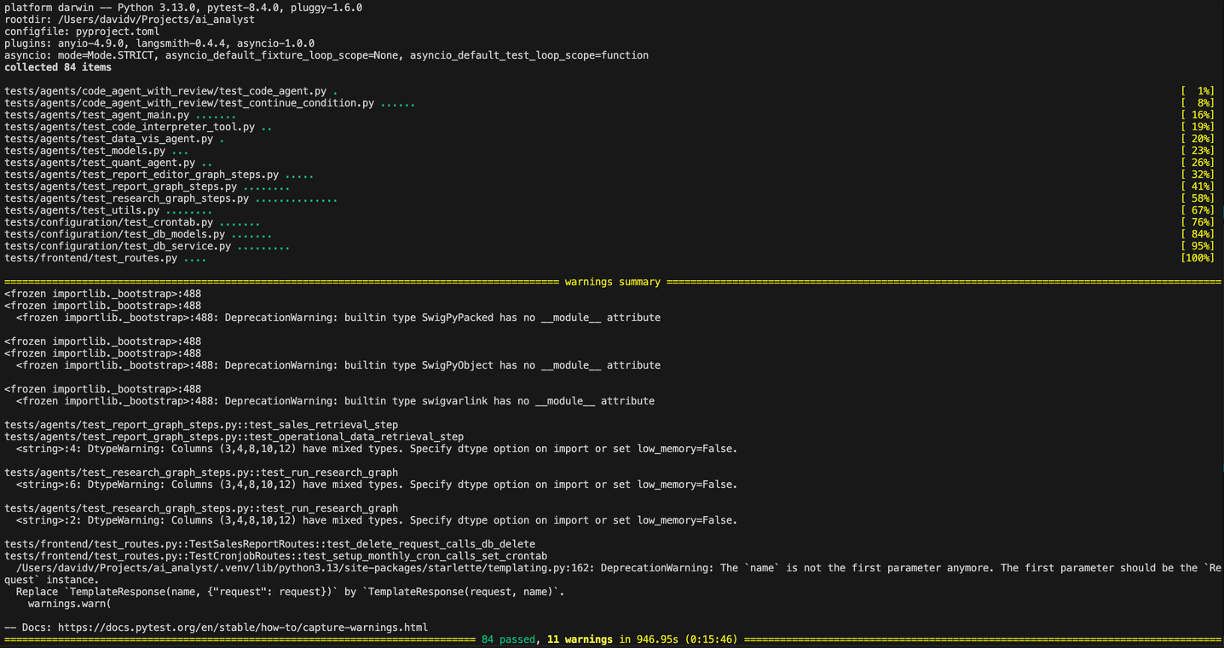 platform darwin -- Python 3.13.0, pytest-8.4.0, pluggy-1.6.0
rootdir: /Users/davidv/Projects/ai_analyst
configfile: pyproject.toml
plugins: anyio-4.9.0, langsmith-0.4.4, asyncio-1.0.0
asyncio: mode=Mode.STRICT, asyncio_default_fixture_loop_scope=None, asyncio_default_test_loop_scope=function
collected 84 items

tests/agents/code_agent_with_review/test_code_agent.py . [  1%]
tests/agents/code_agent_with_review/test_continue_condition.py ...... [  8%]
tests/agents/test_agent_main.py ....... [ 16%]
tests/agents/test_code_interpreter_tool.py .. [ 19%]
tests/agents/test_data_vis_agent.py . [ 20%]
tests/agents/test_models.py ... [ 23%]
tests/agents/test_quant_agent.py .. [ 26%]
tests/agents/test_report_editor_graph_steps.py ..... [ 32%]
tests/agents/test_report_graph_steps.py ........ [ 41%]
tests/agents/test_research_graph_steps.py .............. [ 58%]
tests/agents/test_utils.py ........ [ 67%]
tests/configuration/test_crontab.py ....... [ 76%]
tests/configuration/test_db_models.py ....... [ 84%]
tests/configuration/test_db_service.py ......... [ 95%]
tests/frontend/test_routes.py .... [100%]

============ warnings summary ============
<frozen importlib._bootstrap>:488
<frozen importlib._bootstrap>:488
  <frozen importlib._bootstrap>:488: DeprecationWarning: builtin type SwigPyPacked has no __module__ attribute

<frozen importlib._bootstrap>:488
<frozen importlib._bootstrap>:488
  <frozen importlib._bootstrap>:488: DeprecationWarning: builtin type SwigPyObject has no __module__ attribute

<frozen importlib._bootstrap>:488
  <frozen importlib._bootstrap>:488: DeprecationWarning: builtin type swigvarlink has no __module__ attribute

tests/agents/test_report_graph_steps.py::test_sales_retrieval_step
tests/agents/test_report_graph_steps.py::test_operational_data_retrieval_step
  <string>:4: DtypeWarning: Columns (3,4,8,10,12) have mixed types. Specify dtype option on import or set low_memory=False.

tests/agents/test_research_graph_steps.py::test_run_research_graph
  <string>:6: DtypeWarning: Columns (3,4,8,10,12) have mixed types. Specify dtype option on import or set low_memory=False.

tests/agents/test_research_graph_steps.py::test_run_research_graph
  <string>:2: DtypeWarning: Columns (3,4,8,10,12) have mixed types. Specify dtype option on import or set low_memory=False.

tests/frontend/test_routes.py::TestSalesReportRoutes::test_delete_request_calls_db_delete
tests/frontend/test_routes.py::TestCronjobRoutes::test_setup_monthly_cron_calls_set_crontab
  /Users/davidv/Projects/ai_analyst/.venv/lib/python3.13/site-packages/starlette/templating.py:162: DeprecationWarning: The `name` is not the first parameter anymore. The first parameter should be the `Re
quest` instance.
  Replace `TemplateResponse(name, {"request": request})` by `TemplateResponse(request, name)`.
    warnings.warn(

-- Docs: https://docs.pytest.org/en/stable/how-to/capture-warnings.html
============ 84 passed, 11 warnings in 946.95s (0:15:46) ============